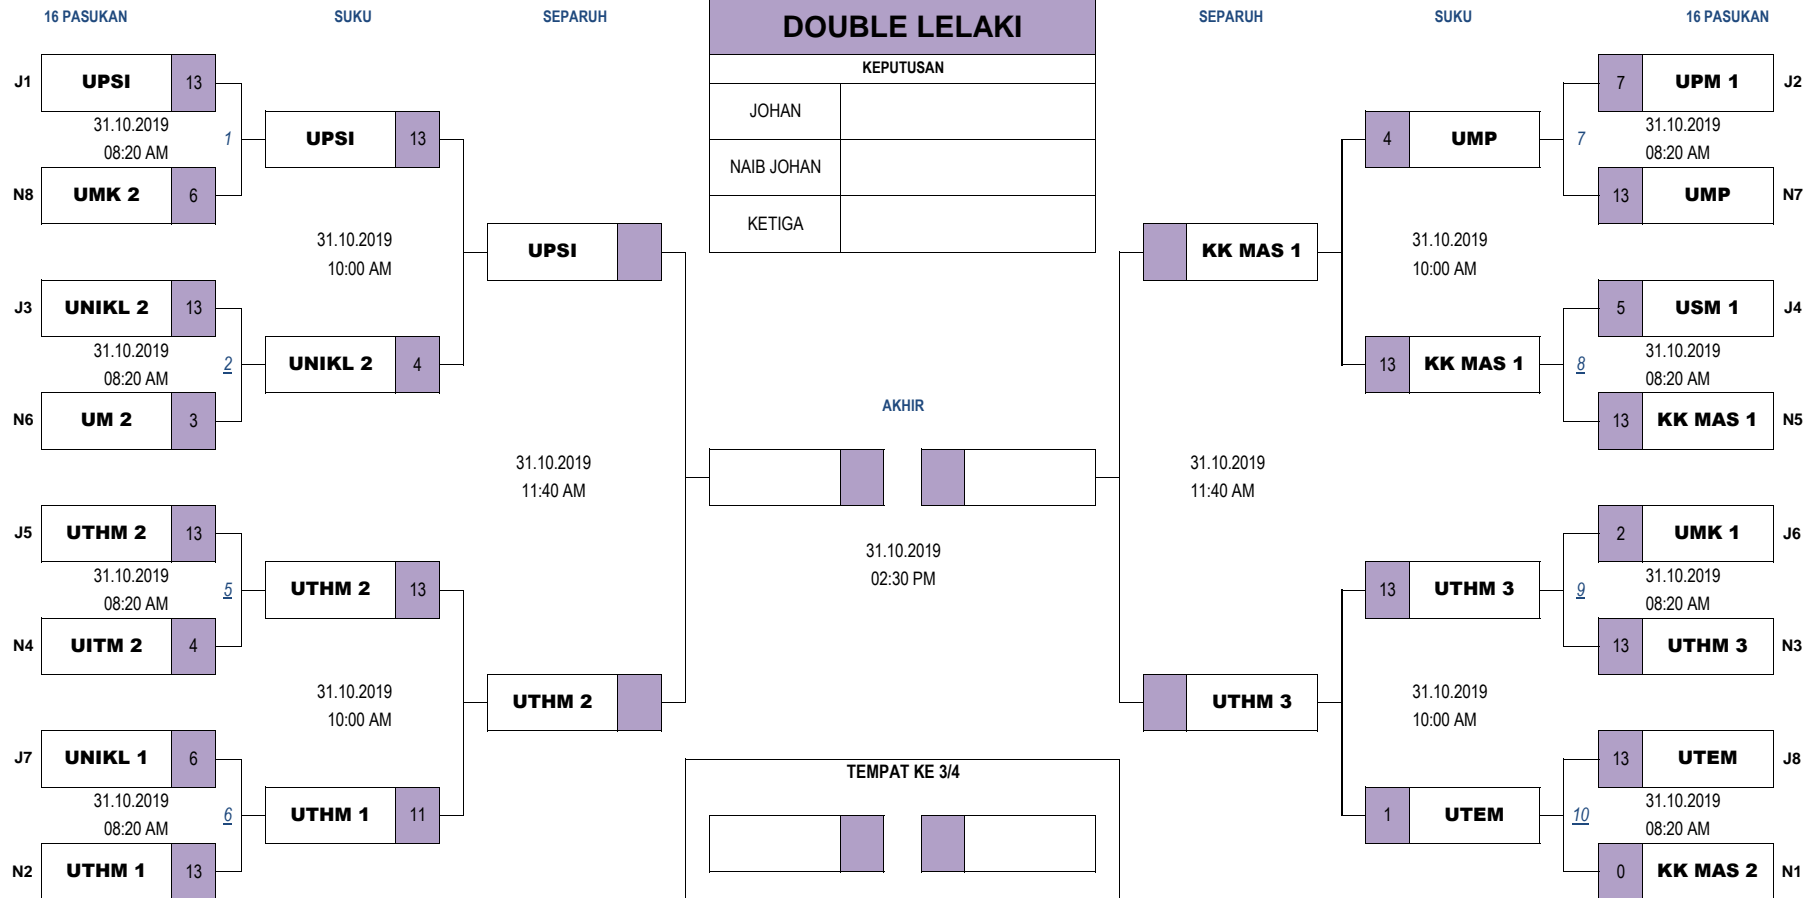 16 PASUKAN SUKU SEPARUH DOUBLE LELAKI SEPARUH SUKU 16 PASUKAN
KEPUTUSAN
J1 UPSI 13 7 UPM 1 J2
JOHAN
31.10.2019 31.10.2019
1 UPSI 13 4 UMP 7
08:20 AM 08:20 AM
NAIB JOHAN
N8 UMK 2 6 13 UMP N7
KETIGA
31.10.2019 31.10.2019
UPSI KK MAS 1
10:00 AM 10:00 AM
J3 UNIKL 2 13 5 USM 1 J4
31.10.2019 31.10.2019
2 UNIKL 2 4 13 KK MAS 1 8
08:20 AM 08:20 AM
AKHIR
N6 UM 2 3 13 KK MAS 1 N5
31.10.2019 31.10.2019
11:40 AM 11:40 AM
J5 UTHM 2 13 2 UMK 1 J6
31.10.2019
02:30 PM
31.10.2019 31.10.2019
5 UTHM 2 13 13 UTHM 3 9
08:20 AM 08:20 AM
N4 UITM 2 4 13 UTHM 3 N3
31.10.2019 31.10.2019
UTHM 2 UTHM 3
10:00 AM 10:00 AM
J7 UNIKL 1 6 13 UTEM J8
TEMPAT KE 3/4
31.10.2019 31.10.2019
6 UTHM 1 11 1 UTEM 10
08:20 AM 08:20 AM
N2 UTHM 1 13 0 KK MAS 2 N1